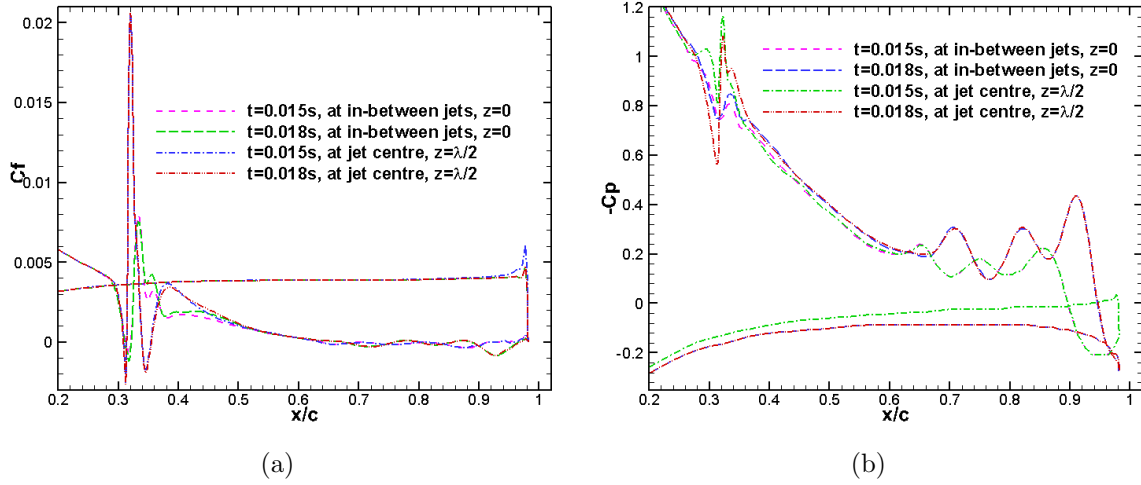 (a)
Cf
0.02
0.015
0.01
0.005
0
t=0.015s, at in-between jets, z=0
t=0.018s, at in-between jets, z=0
t=0.015s, at jet centre, z=λ/2
t=0.018s, at jet centre, z=λ/2
0.2 0.3 0.4 0.5 0.6 0.7 0.8 0.9 1
x/c
(a)
(b)
-Cp
1.2
1
0.8
0.6
0.4
0.2
0
-0.2
t=0.015s, at in-between jets, z=0
t=0.018s, at in-between jets, z=0
t=0.015s, at jet centre, z=λ/2
t=0.018s, at jet centre, z=λ/2
0.2 0.3 0.4 0.5 0.6 0.7 0.8 0.9 1
x/c
(b)